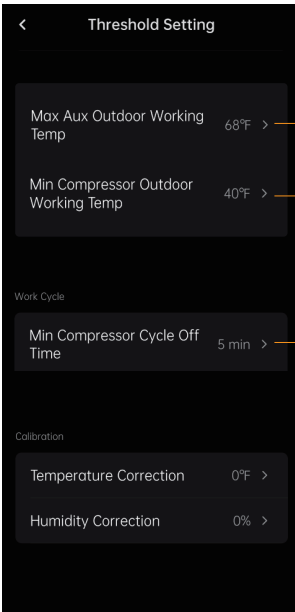 Threshold Setting
Max Aux Outdoor Working
Temp
68°F
Min Compressor Outdoor
Working Temp
40°F
Work Cycle
Min Compressor Cycle Off
Time
5 min
Calibration
Temperature Correction 0°F
Humidity Correction 0%